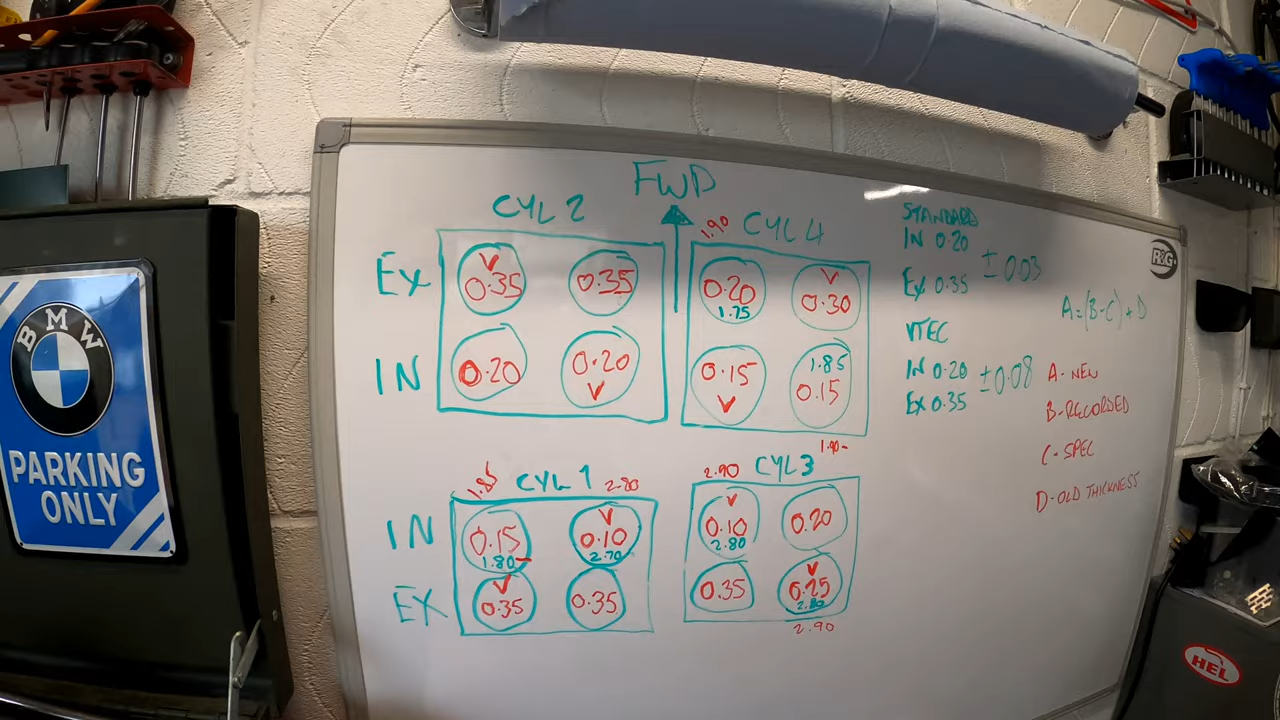 FWD
CYL 2
1.90
CYL 4
EX
V
0.35
0.35
0.20
1.75
V
0.30
IN
0.20
0.20
V
0.15
V
1.85
0.15
1.90-
1.85
CYL 1
2.80
2.90
CYL3
IN
0.15
1.80
V
0.10
2.70
V
0.10
2.80
0.20
EX
V
0.35
0.35
0.35
V
0.25
2.80
2.90
STANDARD
IN 0.20
EX 0.35
± 0.03
VTEC
IN 0.20
EX 0.35
±0.08
A=(B-C)+D
A-NEW
B-RECORDED
C-SPEC
D-OLD THICKNESS
R&G
BMW
PARKING
ONLY
HEL